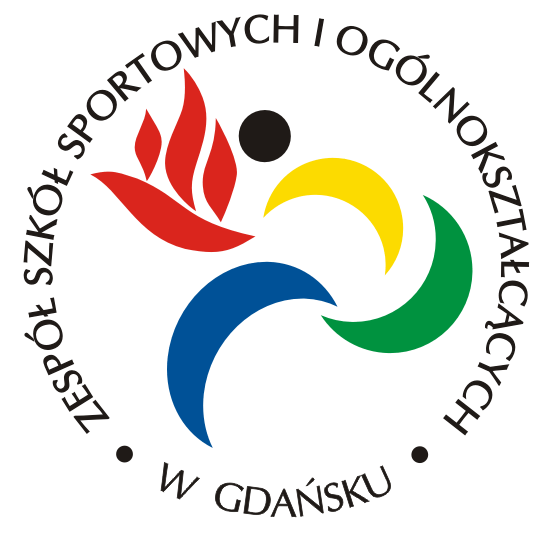 ZESPÓŁ SZKÓŁ SPORTOWYCH I OGÓLNOKSZTAŁCĄCYCH
W GDAŃSKU